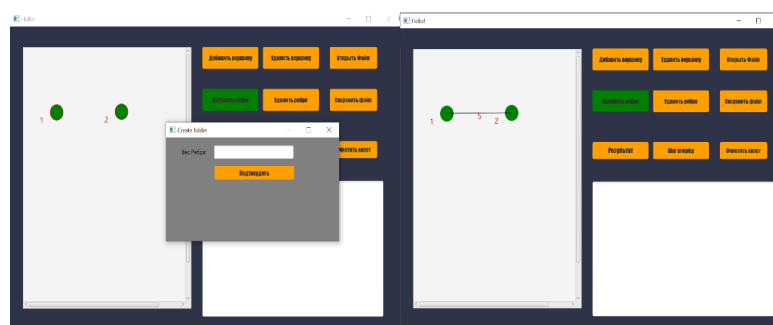 Hello!
Hello!
Добавить вершину Удалить вершину Открыть Файл
Добавить вершину Удалить вершину Открыть Файл
Добавить ребро Удалить ребро Сохранить файл
Добавить ребро Удалить ребро Сохранить файл
1 2
1 5 2
Create folder
Вес Ребра:
Подтвердить
Очистить холст
Результат Шаг вперёд Очистить холст